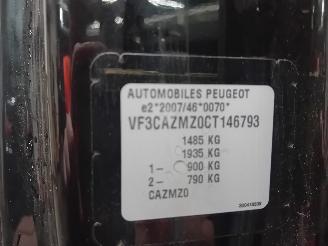 AUTOMOBILES PEUGEOT
e2*2007/46*0070*
VF3CAZMZ0CT146793
1485 KG
1935 KG
1- 900 KG
2- 790 KG
CAZMZ0